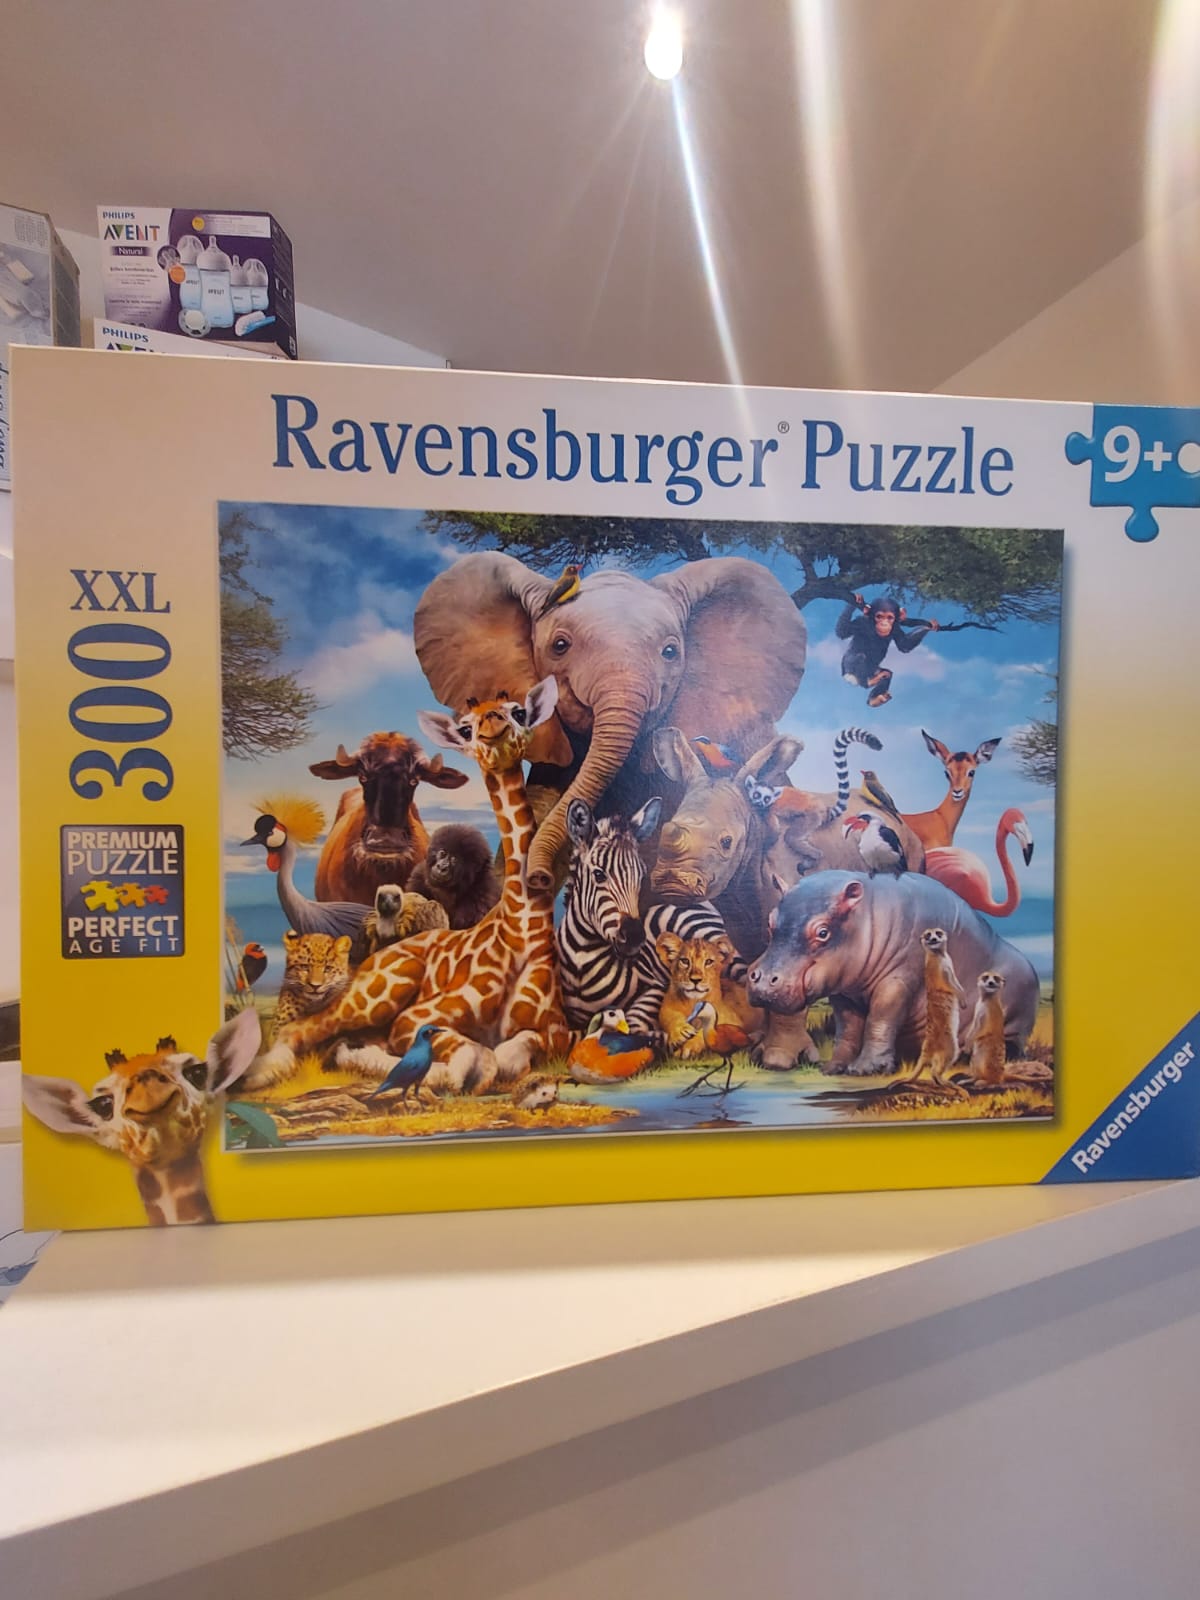 PHILIPS
AVENT
Natural
PHILIPS
Ravensburger® Puzzle
9+
XXL
300
PREMIUM
PUZZLE
PERFECT
AGE FIT
Ravensburger